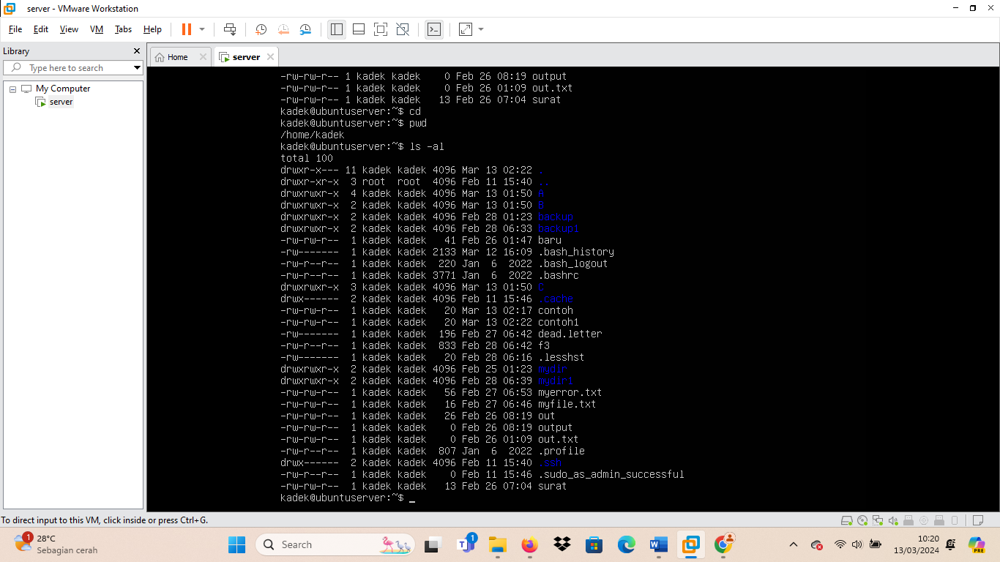 server - VMware Workstation
File Edit View VM Tabs Help
Library
Type here to search
My Computer
server
Home
server
-rw-rw-r-- 1 kadek kadek    0 Feb 26 08:19 output
-rw-rw-r-- 1 kadek kadek    0 Feb 26 01:09 out.txt
-rw-rw-r-- 1 kadek kadek   13 Feb 26 07:04 surat
kadek@ubuntuserver:~$ cd
kadek@ubuntuserver:~$ pwd
/home/kadek
kadek@ubuntuserver:~$ ls -al
total 100
drwxr-x--- 11 kadek kadek 4096 Mar 13 02:22 .
drwxr-xr-x  3 root  root  4096 Feb 11 15:40 ..
drwxrwxr-x  4 kadek kadek 4096 Mar 13 01:50 A
drwxrwxr-x  2 kadek kadek 4096 Mar 13 01:50 B
drwxrwxr-x  2 kadek kadek 4096 Feb 28 01:23 backup
drwxrwxr-x  2 kadek kadek 4096 Feb 28 06:33 backup1
-rw-rw-r--  1 kadek kadek   41 Feb 26 01:47 baru
-rw-------  1 kadek kadek 2133 Mar 12 16:09 .bash_history
-rw-r--r--  1 kadek kadek  220 Jan  6  2022 .bash_logout
-rw-r--r--  1 kadek kadek 3771 Jan  6  2022 .bashrc
drwxrwxr-x  3 kadek kadek 4096 Mar 13 01:50 C
drwx------  2 kadek kadek 4096 Feb 11 15:46 .cache
-rw-rw-r--  1 kadek kadek   20 Mar 13 02:17 contoh
-rw-rw-r--  1 kadek kadek   20 Mar 13 02:22 contoh1
-rw-------  1 kadek kadek  196 Feb 27 06:42 dead.letter
-rw-r--r--  1 kadek kadek  833 Feb 28 06:42 f3
-rw-------  1 kadek kadek   20 Feb 28 06:16 .lesshst
drwxrwxr-x  2 kadek kadek 4096 Feb 25 01:23 mydir
drwxrwxr-x  2 kadek kadek 4096 Feb 28 06:39 mydir1
-rw-rw-r--  1 kadek kadek   56 Feb 27 06:53 myerror.txt
-rw-rw-r--  1 kadek kadek   16 Feb 27 06:46 myfile.txt
-rw-rw-r--  1 kadek kadek   26 Feb 26 08:19 out
-rw-rw-r--  1 kadek kadek    0 Feb 26 08:19 output
-rw-rw-r--  1 kadek kadek    0 Feb 26 01:09 out.txt
-rw-r--r--  1 kadek kadek  807 Jan  6  2022 .profile
drwx------  2 kadek kadek 4096 Feb 11 15:40 .ssh
-rw-r--r--  1 kadek kadek    0 Feb 11 15:46 .sudo_as_admin_successful
-rw-rw-r--  1 kadek kadek   13 Feb 26 07:04 surat
kadek@ubuntuserver:~$ _
To direct input to this VM, click inside or press Ctrl+G.
1
28°C
Sebagian cerah
Search
1
10:20
13/03/2024
PRE